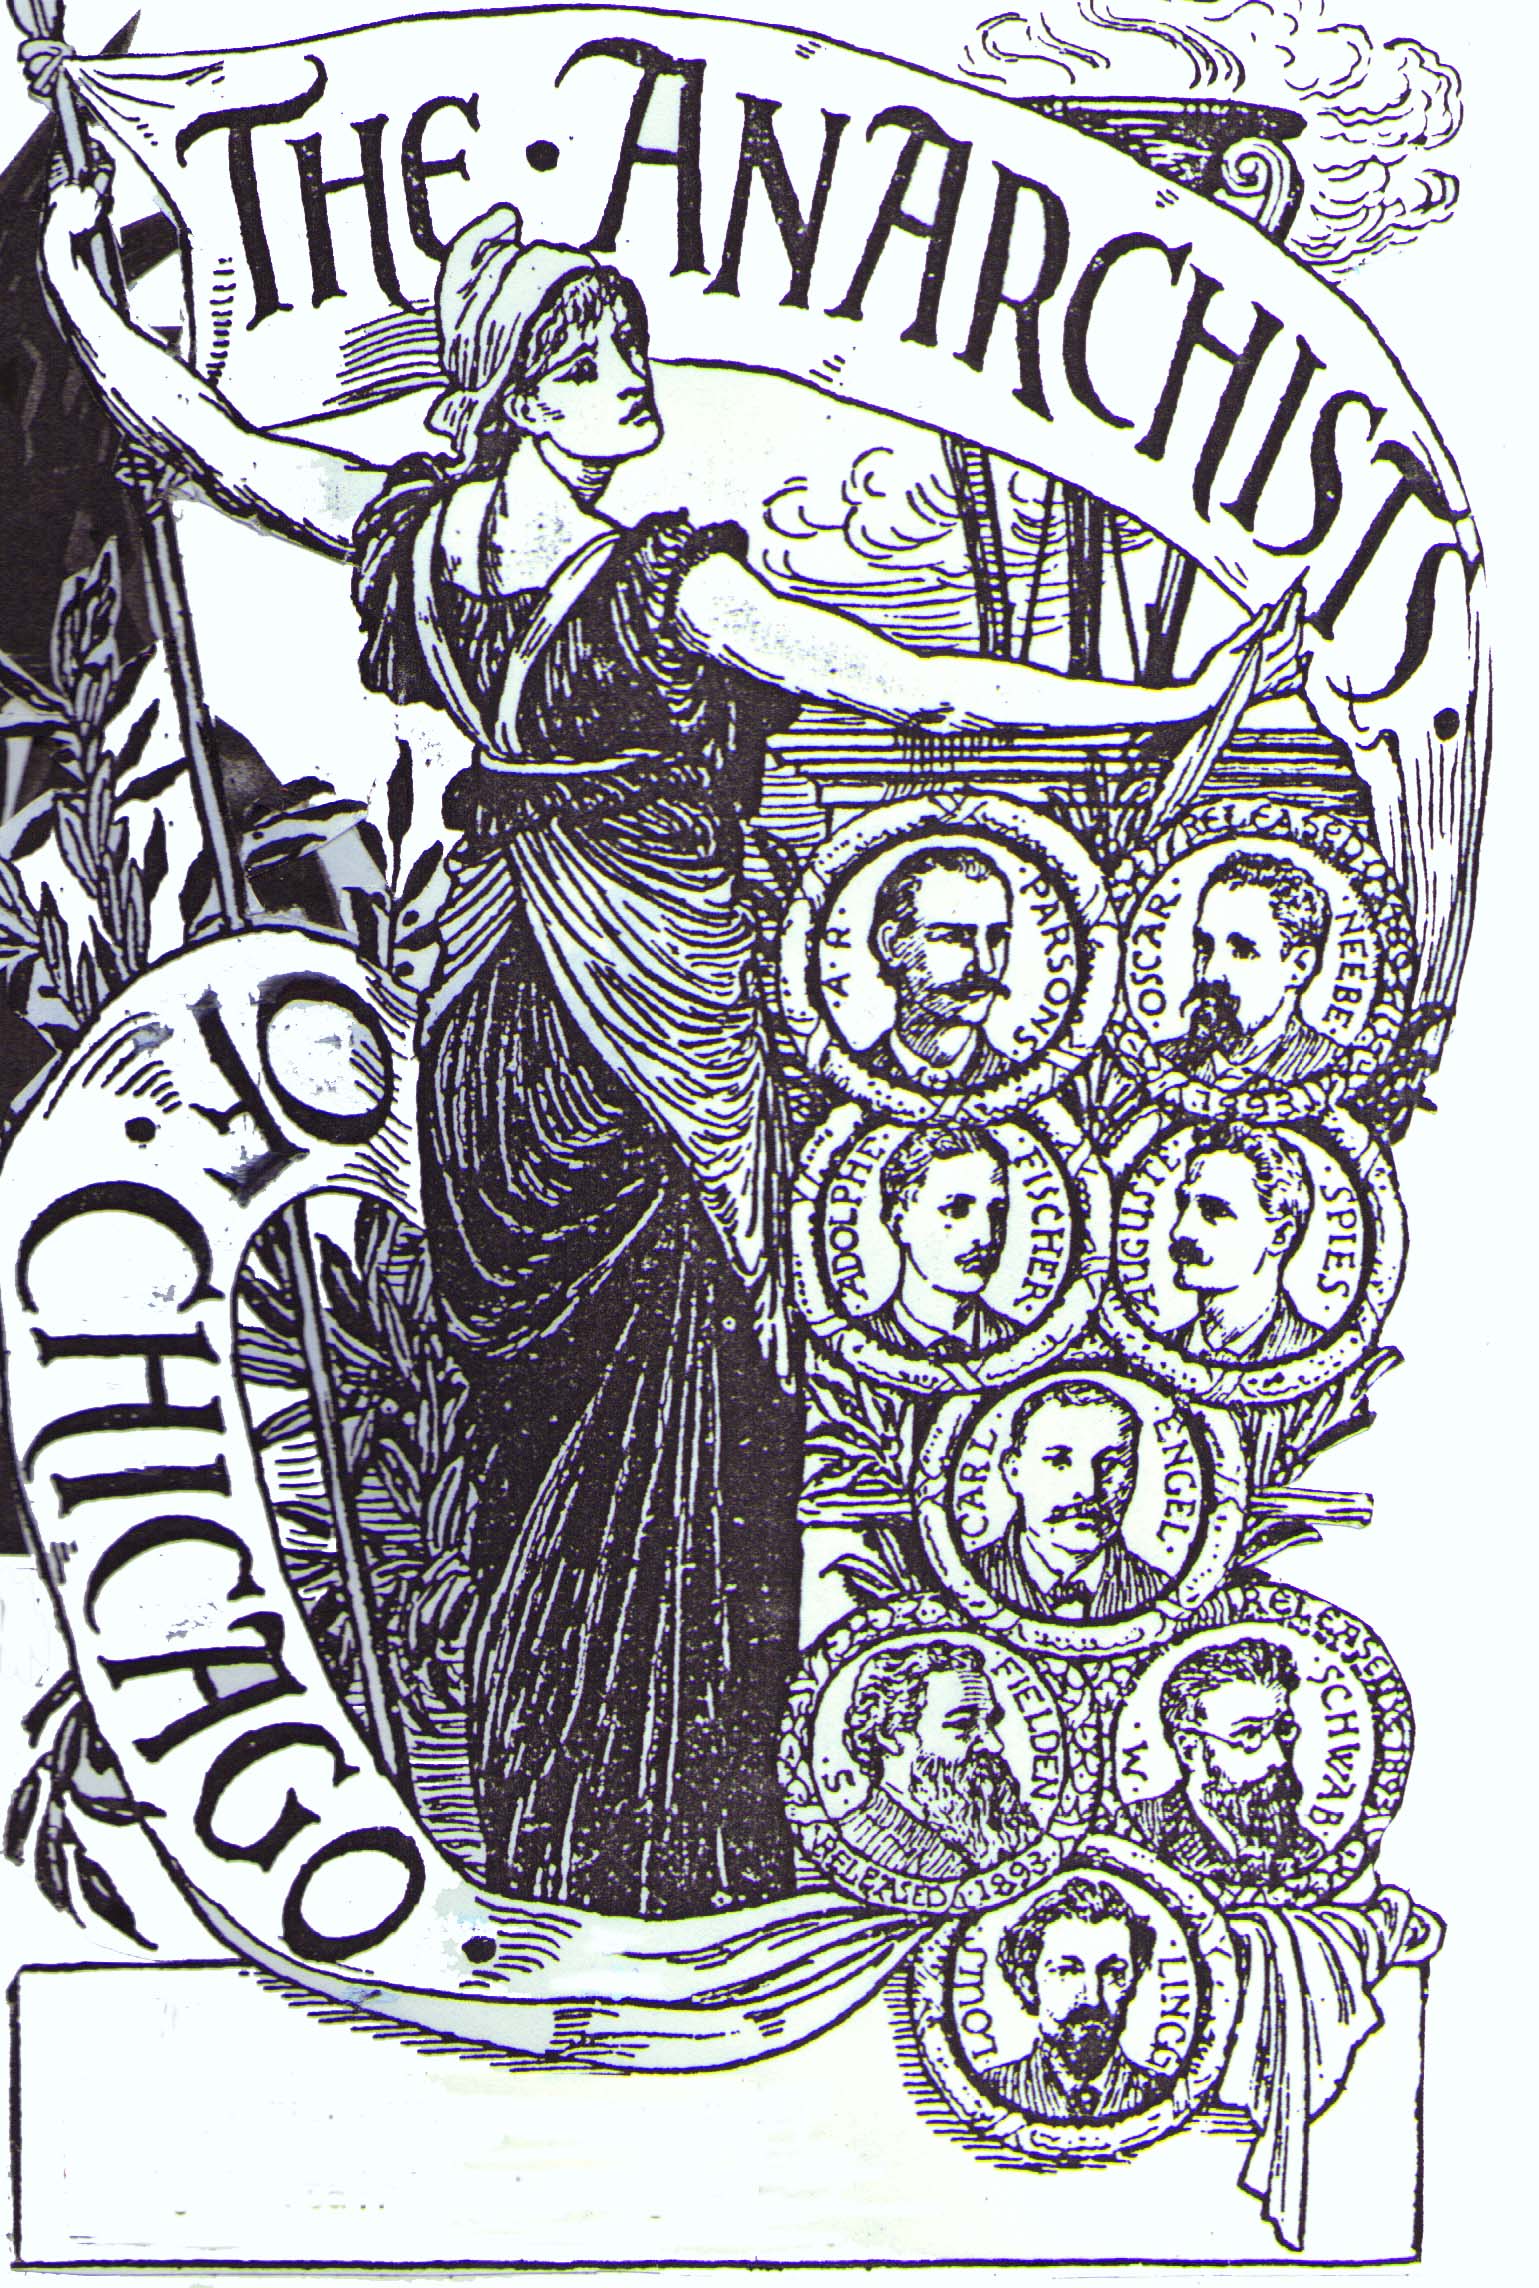 THE · ANARCHISTS ·
OF · CHICAGO ·
· A · R · PARSONS ·
RELEASED
· OSCAR · NEEBE ·
· ADOLPHE FISCHER ·
AUGUSTE · SPIES ·
CARL ENGEL ·
S · FIELDEN
RELEASED · 1893
RELEASED · 1893
· M · SCHWAB ·
LOUIS · LINGG